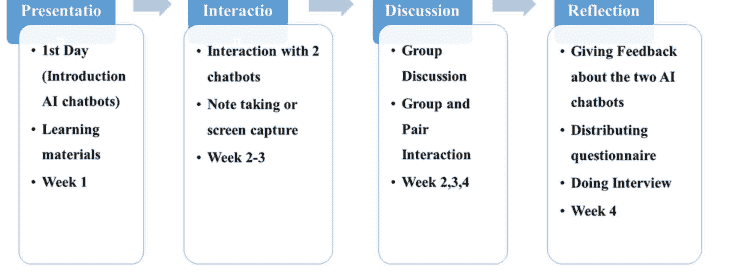 Presentatio
• 1st Day
(Introduction
AI chatbots)
• Learning
materials
• Week 1
Interactio
• Interaction with 2
chatbots
• Note taking or
screen capture
• Week 2-3
Discussion
• Group
Discussion
• Group and
Pair
Interaction
• Week 2,3,4
Reflection
• Giving Feedback
about the two AI
chatbots
• Distributing
questionnaire
• Doing Interview
• Week 4